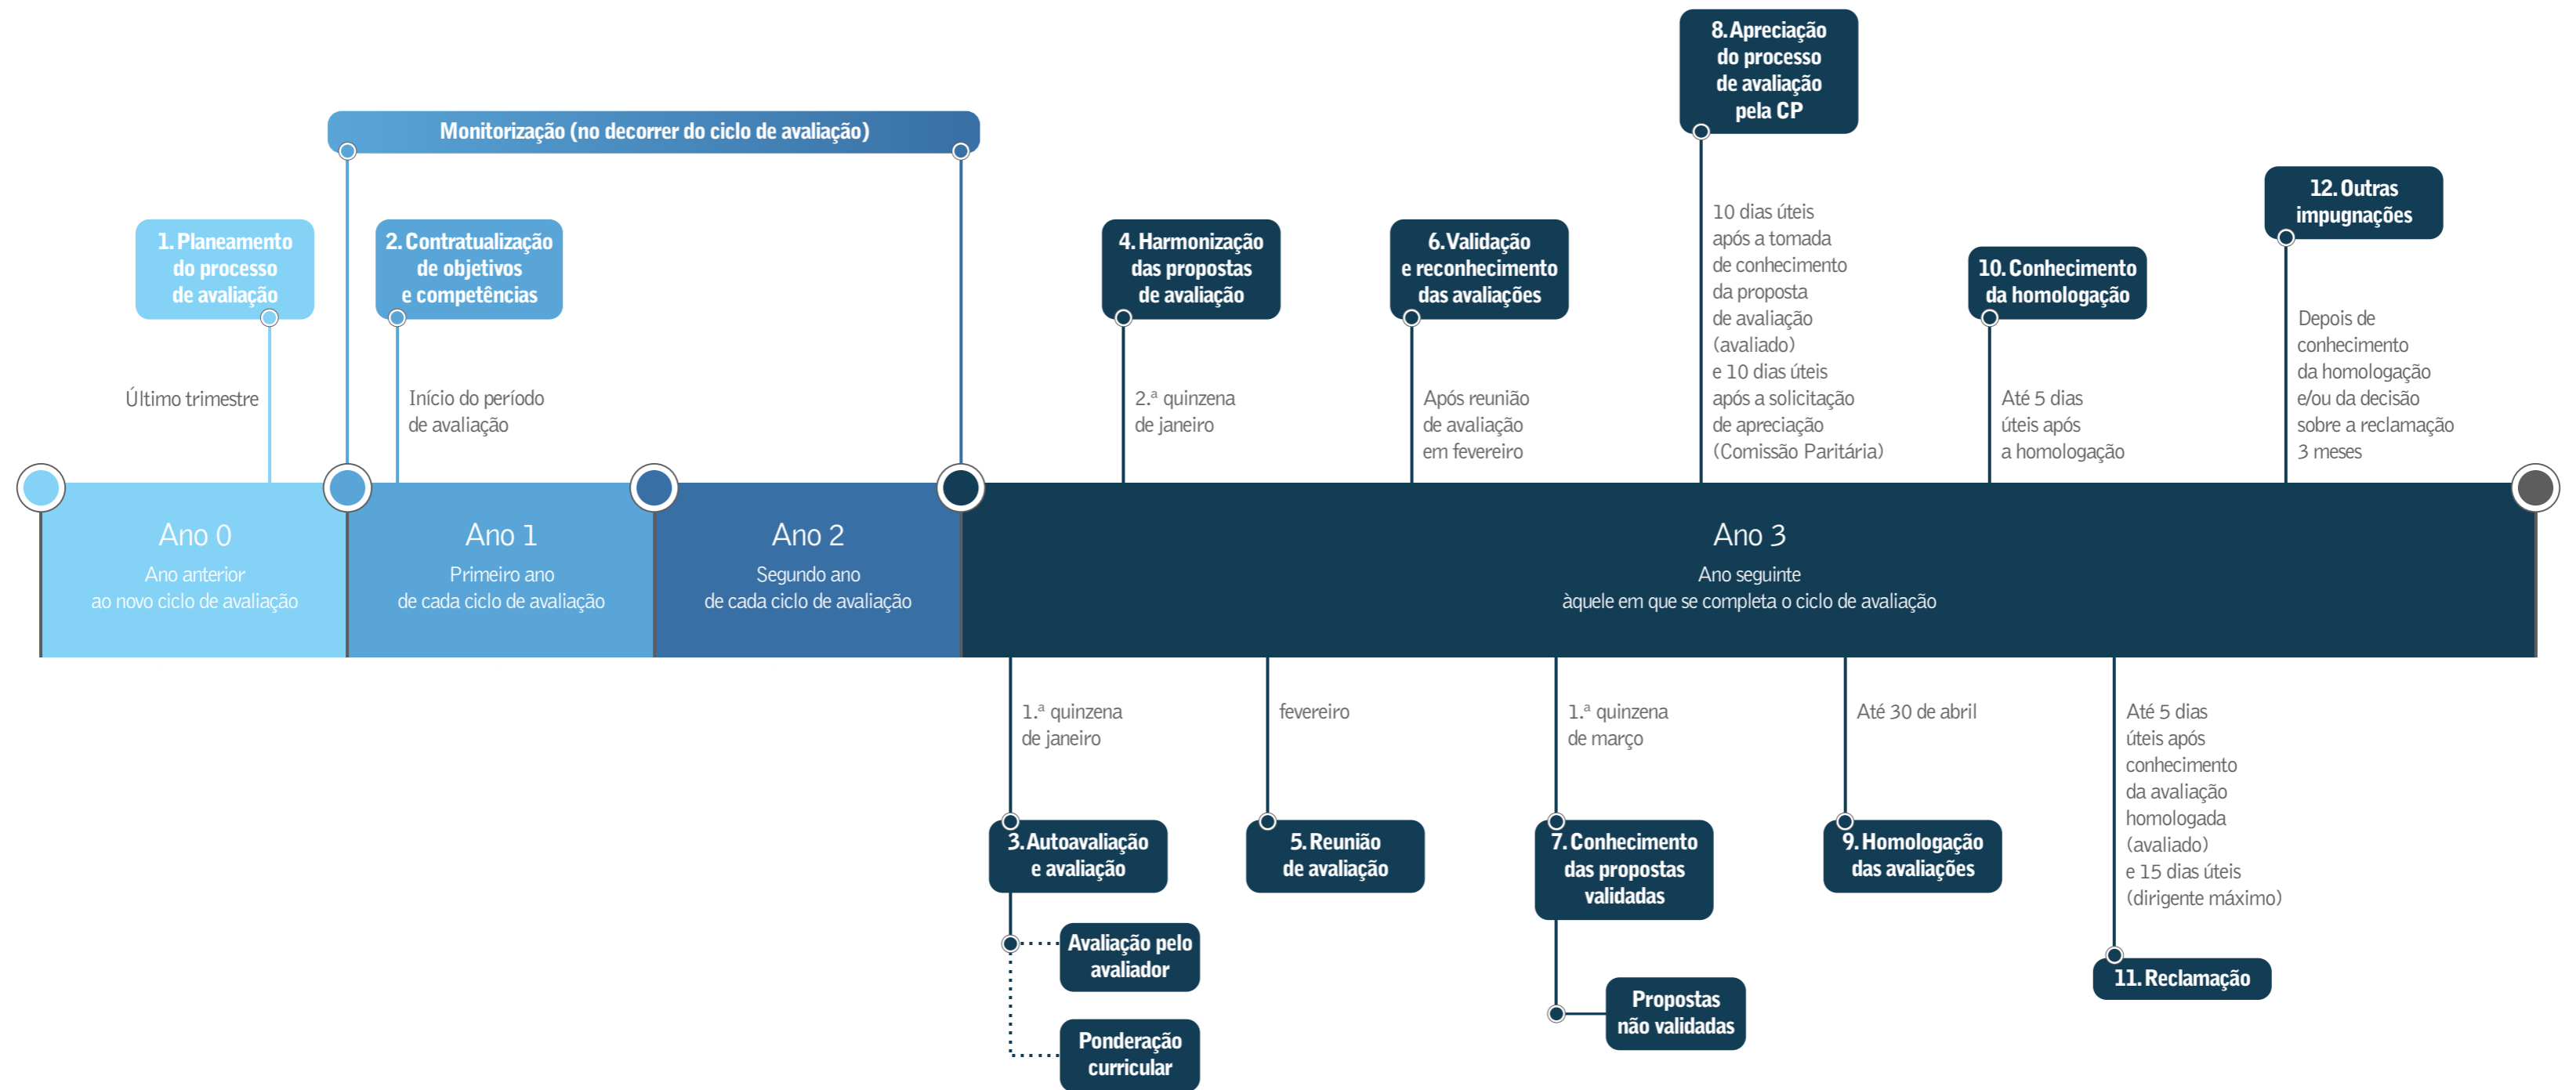 8. Apreciação
do processo
de avaliação
pela CP
Monitorização (no decorrer do ciclo de avaliação)
1. Planeamento
do processo
de avaliação
2. Contratualização
de objetivos
e competências
4. Harmonização
das propostas
de avaliação
6. Validação
e reconhecimento
das avaliações
10 dias úteis
após a tomada
de conhecimento
da proposta
de avaliação
(avaliado)
e 10 dias úteis
após a solicitação
de apreciação
(Comissão Paritária)
10. Conhecimento
da homologação
12. Outras
impugnações
Último trimestre
Início do período
de avaliação
2.ª quinzena
de janeiro
Após reunião
de avaliação
em fevereiro
Até 5 dias
úteis após
a homologação
Depois de
conhecimento
da homologação
e/ou da decisão
sobre a reclamação
3 meses
Ano 0
Ano anterior
ao novo ciclo de avaliação
Ano 1
Primeiro ano
de cada ciclo de avaliação
Ano 2
Segundo ano
de cada ciclo de avaliação
Ano 3
Ano seguinte
àquele em que se completa o ciclo de avaliação
1.ª quinzena
de janeiro
3. Autoavaliação
e avaliação
Avaliação pelo
avaliador
Ponderação
curricular
fevereiro
5. Reunião
de avaliação
1.ª quinzena
de março
7. Conhecimento
das propostas
validadas
Propostas
não validadas
Até 30 de abril
9. Homologação
das avaliações
Até 5 dias
úteis após
conhecimento
da avaliação
homologada
(avaliado)
e 15 dias úteis
(dirigente máximo)
11. Reclamação